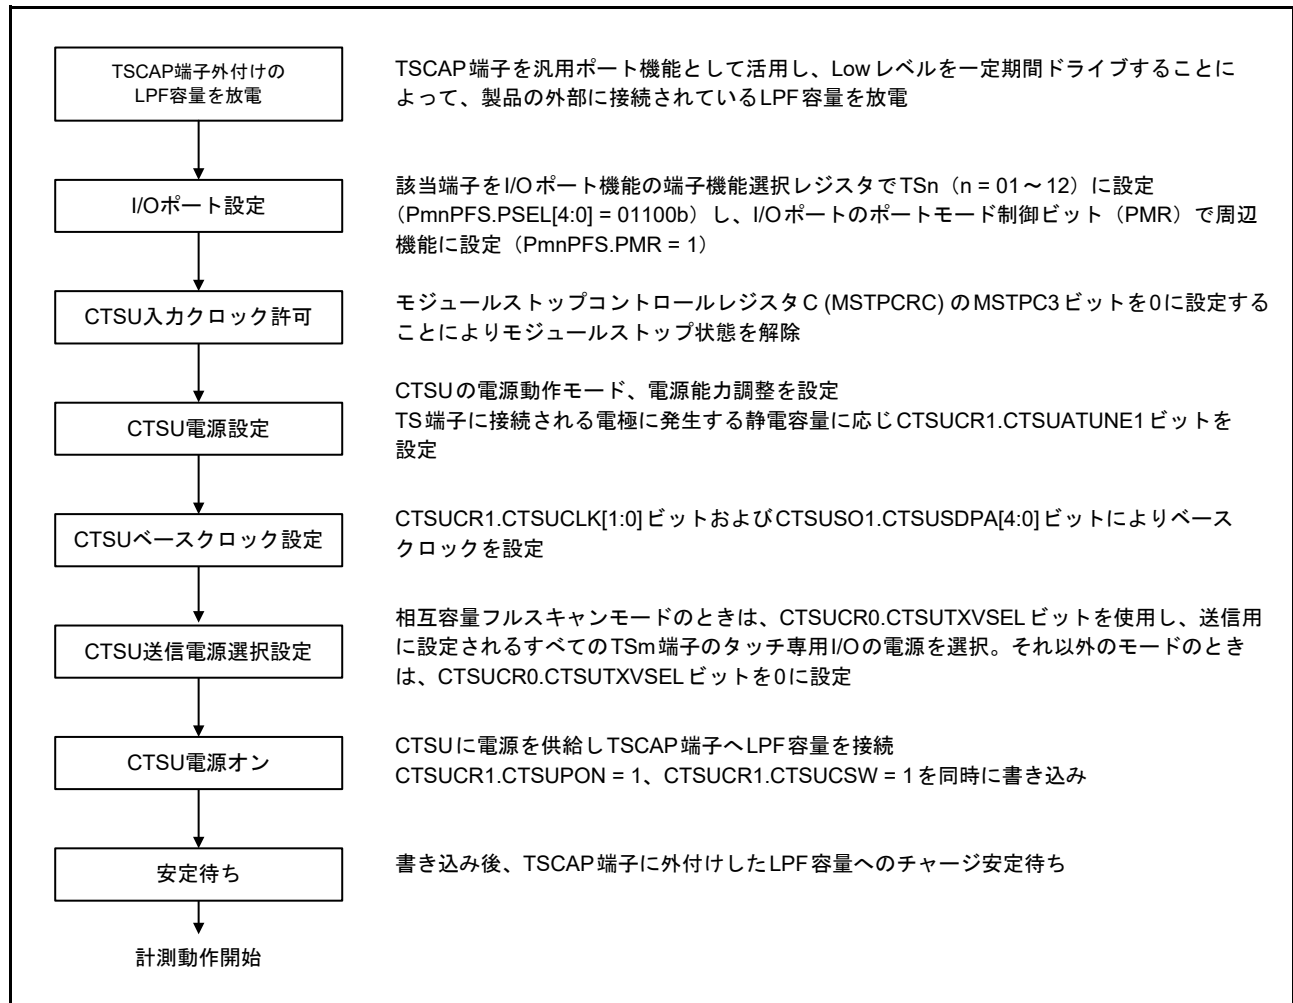 TSCAP端子外付けの
LPF容量を放電
TSCAP端子を汎用ポート機能として活用し、Lowレベルを一定期間ドライブすることに
よって、製品の外部に接続されているLPF容量を放電
I/Oポート設定
該当端子をI/Oポート機能の端子機能選択レジスタでTSn（n = 01～12）に設定
（PmnPFS.PSEL[4:0] = 01100b）し、I/Oポートのポートモード制御ビット（PMR）で周辺
機能に設定（PmnPFS.PMR = 1）
CTSU入力クロック許可
モジュールストップコントロールレジスタC (MSTPCRC) のMSTPC3ビットを0に設定する
ことによりモジュールストップ状態を解除
CTSU電源設定
CTSUの電源動作モード、電源能力調整を設定
TS端子に接続される電極に発生する静電容量に応じCTSUCR1.CTSUATUNE1ビットを
設定
CTSUベースクロック設定
CTSUCR1.CTSUCLK[1:0]ビットおよびCTSUSO1.CTSUSDPA[4:0]ビットによりベース
クロックを設定
CTSU送信電源選択設定
相互容量フルスキャンモードのときは、CTSUCR0.CTSUTXVSELビットを使用し、送信用
に設定されるすべてのTSm端子のタッチ専用I/Oの電源を選択。それ以外のモードのとき
は、CTSUCR0.CTSUTXVSELビットを0に設定
CTSU電源オン
CTSUに電源を供給しTSCAP端子へLPF容量を接続
CTSUCR1.CTSUPON = 1、CTSUCR1.CTSUCSW = 1を同時に書き込み
安定待ち
書き込み後、TSCAP端子に外付けしたLPF容量へのチャージ安定待ち
計測動作開始